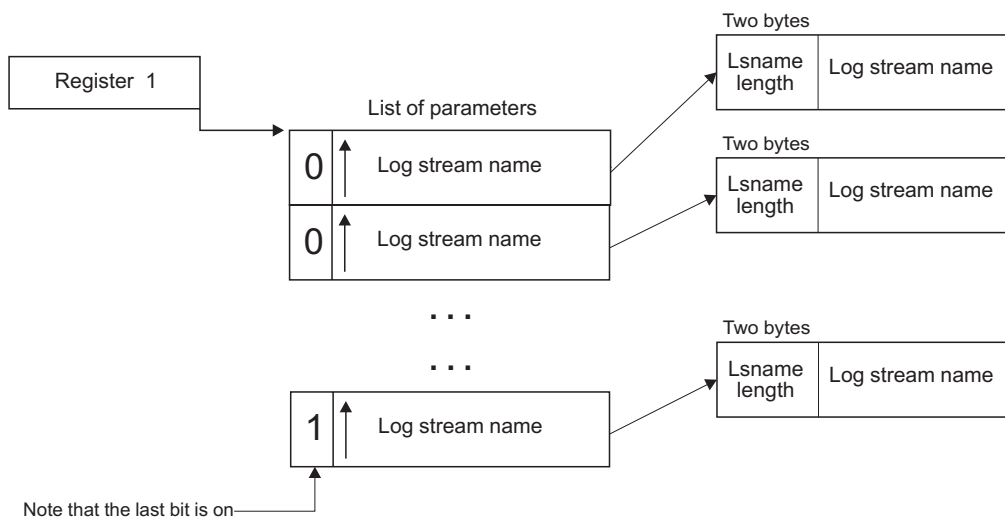 Two bytes
Lsname length
Log stream name
Register 1
List of parameters
0
Log stream name
Two bytes
Lsname length
Log stream name
0
Log stream name
. . .
Two bytes
. . .
Lsname length
Log stream name
1
Log stream name
Note that the last bit is on